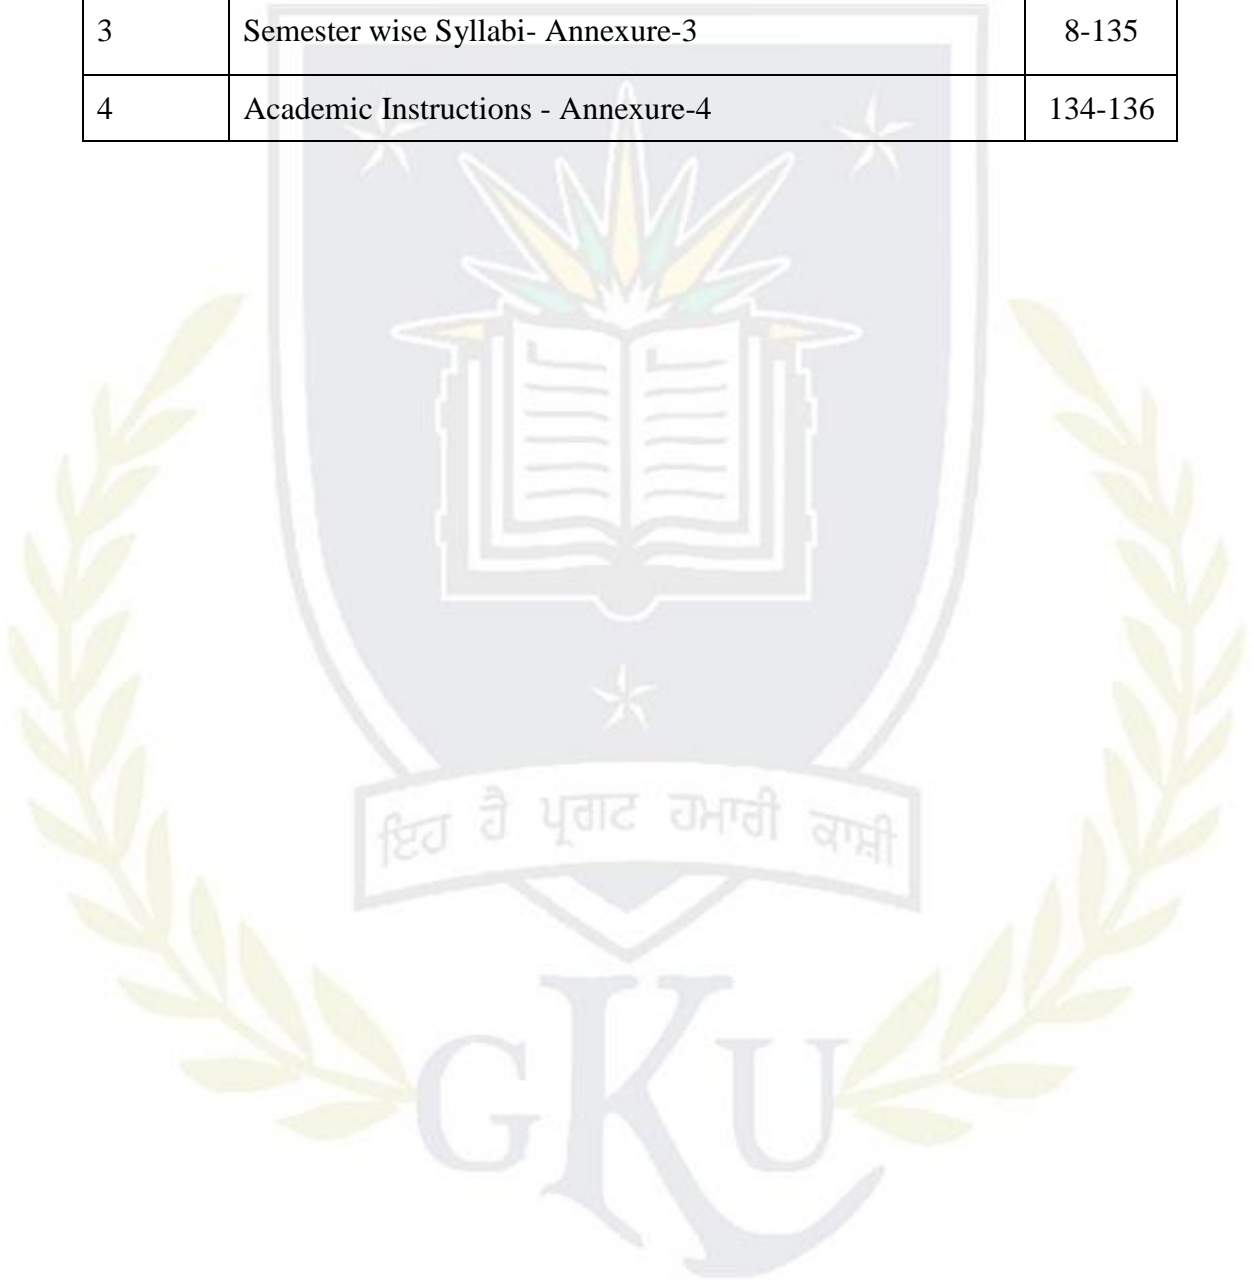 3 Semester wise Syllabi- Annexure-3 8-135
4 Academic Instructions - Annexure-4 134-136
ਇਹ ਹੈ ਪ੍ਰਗਟ ਹਮਾਰੀ ਕਾਸ਼ੀ
GKU